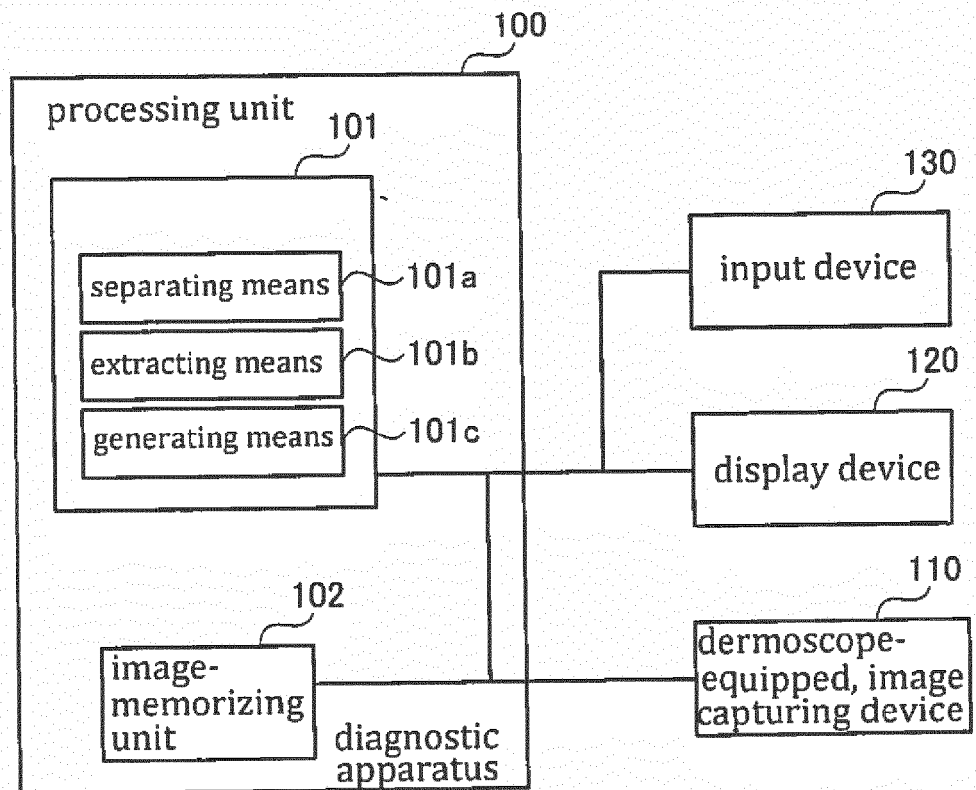 100
processing unit
101
separating means
101a
extracting means
101b
generating means
101c
130
input device
120
display device
102
image-
memorizing
unit
diagnostic
apparatus
110
dermoscope-
equipped, image
capturing device